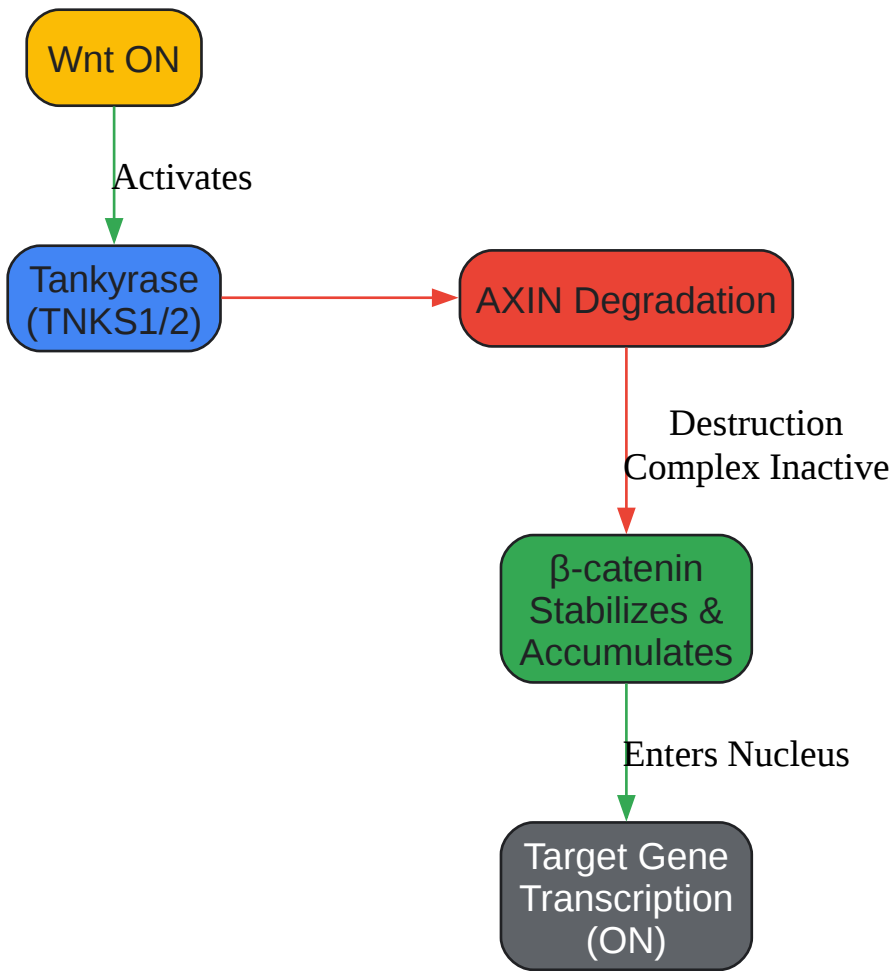 Wnt ON
Activates
Tankyrase
(TNKS1/2)
AXIN Degradation
Destruction
Complex Inactive
β-catenin
Stabilizes &
Accumulates
Enters Nucleus
Target Gene
Transcription
(ON)